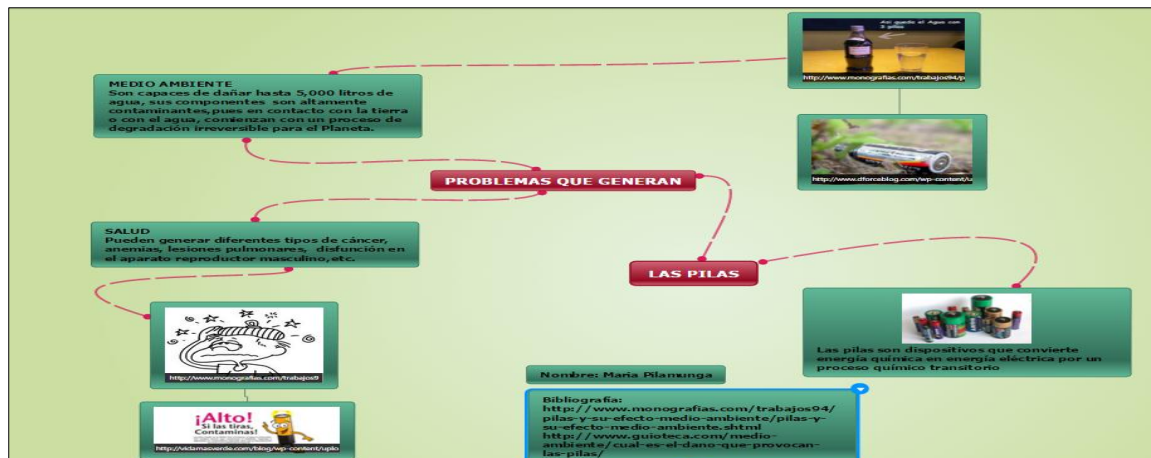 Así quedo el Agua con
2 pilas
http://www.monografias.com/trabajos94/p
MEDIO AMBIENTE
Son capaces de dañar hasta 5,000 litros de
agua, sus componentes son altamente
contaminantes,pues en contacto con la tierra
o con el agua, comienzan con un proceso de
degradación irreversible para el Planeta.
http://www.dforceblog.com/wp-content/u
PROBLEMAS QUE GENERAN
SALUD
Pueden generar diferentes tipos de cáncer,
anemias, lesiones pulmonares, disfunción en
el aparato reproductor masculino,etc.
LAS PILAS
Las pilas son dispositivos que convierte
energía química en energía eléctrica por un
proceso químico transitorio
http://www.monografias.com/trabajos9
Nombre: Maria Pilamunga
¡Alto!
Si las tiras,
Contaminas!
http://vidamasverde.com/blog/wp-content/uplo
Bibliografía:
http://www.monografias.com/trabajos94/
pilas-y-su-efecto-medio-ambiente/pilas-y-
su-efecto-medio-ambiente.shtml
http://www.guioteca.com/medio-
ambiente/cual-es-el-dano-que-provocan-
las-pilas/